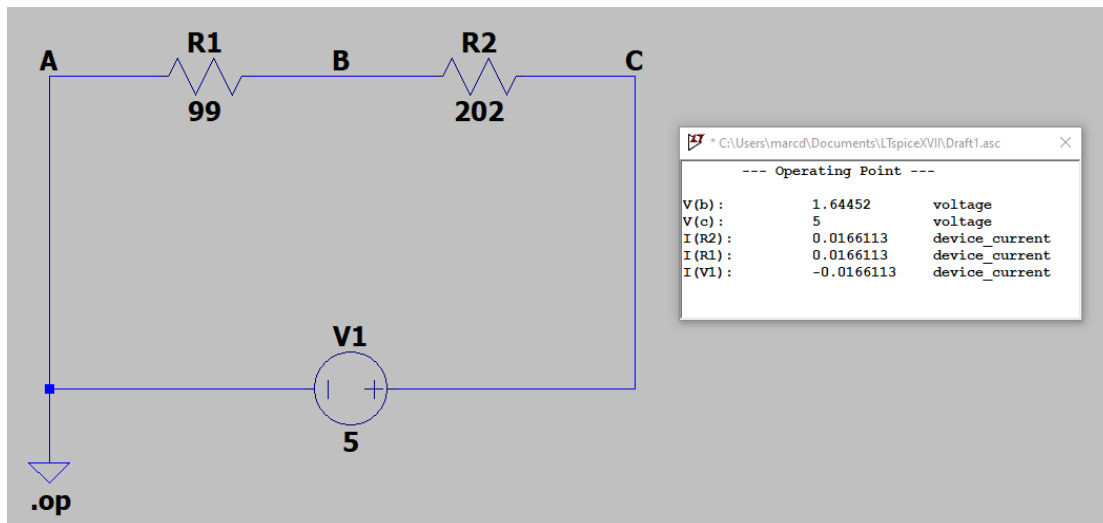 A
R1
B
R2
C
99
202
* C:\Users\marcd\Documents\LTspiceXVII\Draft1.asc
--- Operating Point ---
V(b): 1.64452 voltage
V(c): 5 voltage
I(R2): 0.0166113 device_current
I(R1): 0.0166113 device_current
I(V1): -0.0166113 device_current
V1
5
.op